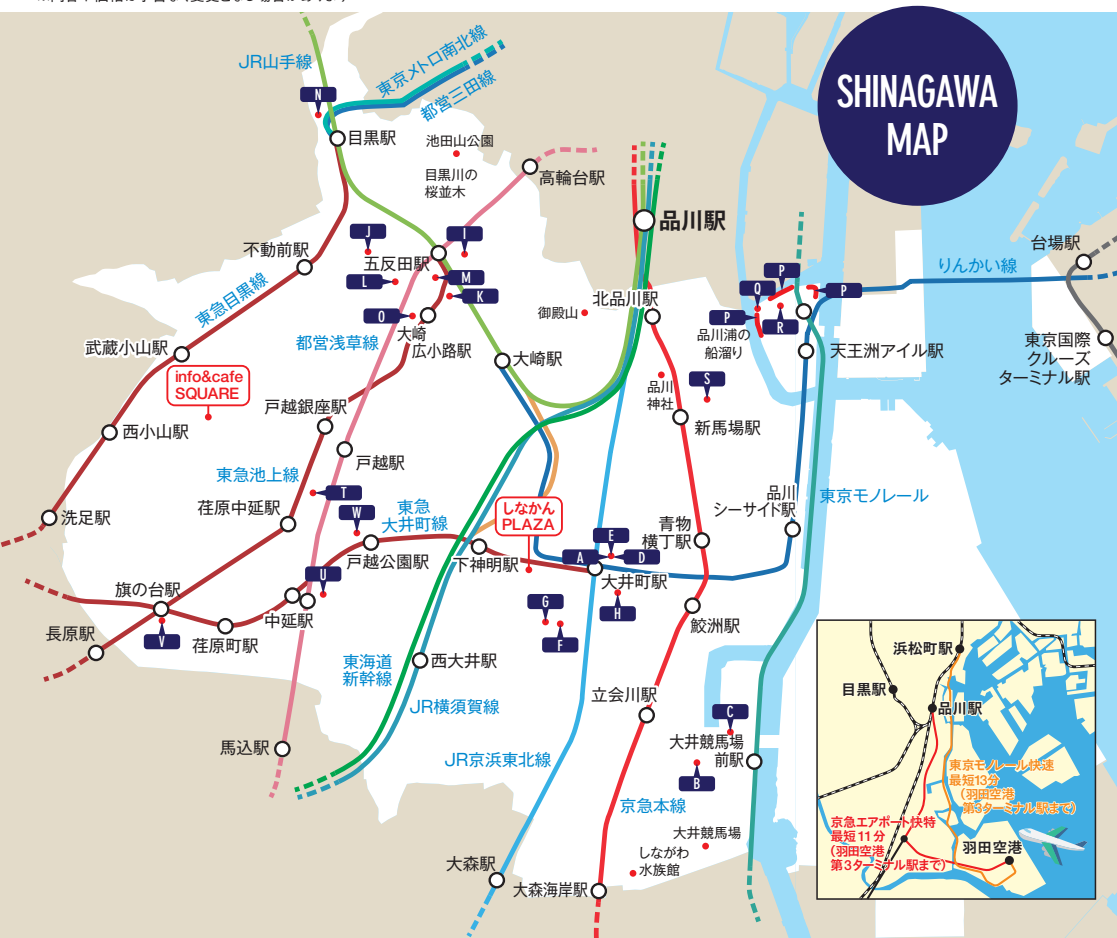 SHINAGAWA
MAP
JR山手線
東京メトロ南北線
都営三田線
N
目黒駅
池田山公園
目黒川の
桜並木
高輪台駅
品川駅
不動前駅
J
I
五反田駅
L
M
K
O
東急目黒線
都営浅草線
大崎
広小路駅
御殿山
北品川駅
台場駅
りんかい線
P
Q
P
P
R
品川浦の
船溜り
天王洲アイル駅
東京国際
クルーズ
ターミナル駅
武蔵小山駅
info&cafe
SQUARE
大崎駅
品川
神社
S
新馬場駅
西小山駅
戸越銀座駅
戸越駅
東急池上線
洗足駅
荏原中延駅
T
W
東急
大井町線
しなかん
PLAZA
品川
シーサイド駅
東京モノレール
青物
横丁駅
戸越公園駅
下神明駅
A
E
D
大井町駅
H
旗の台駅
U
中延駅
G
F
鮫洲駅
長原駅
V
荏原町駅
東海道
新幹線
西大井駅
JR横須賀線
立会川駅
馬込駅
JR京浜東北線
C
大井競馬場
前駅
B
京急本線
大井競馬場
しながわ
水族館
大森駅
大森海岸駅
浜松町駅
目黒駅
品川駅
東京モノレール快速
最短13分
(羽田空港
第3ターミナル駅まで)
京急エアポート快特
最短11分
(羽田空港
第3ターミナル駅まで)
羽田空港